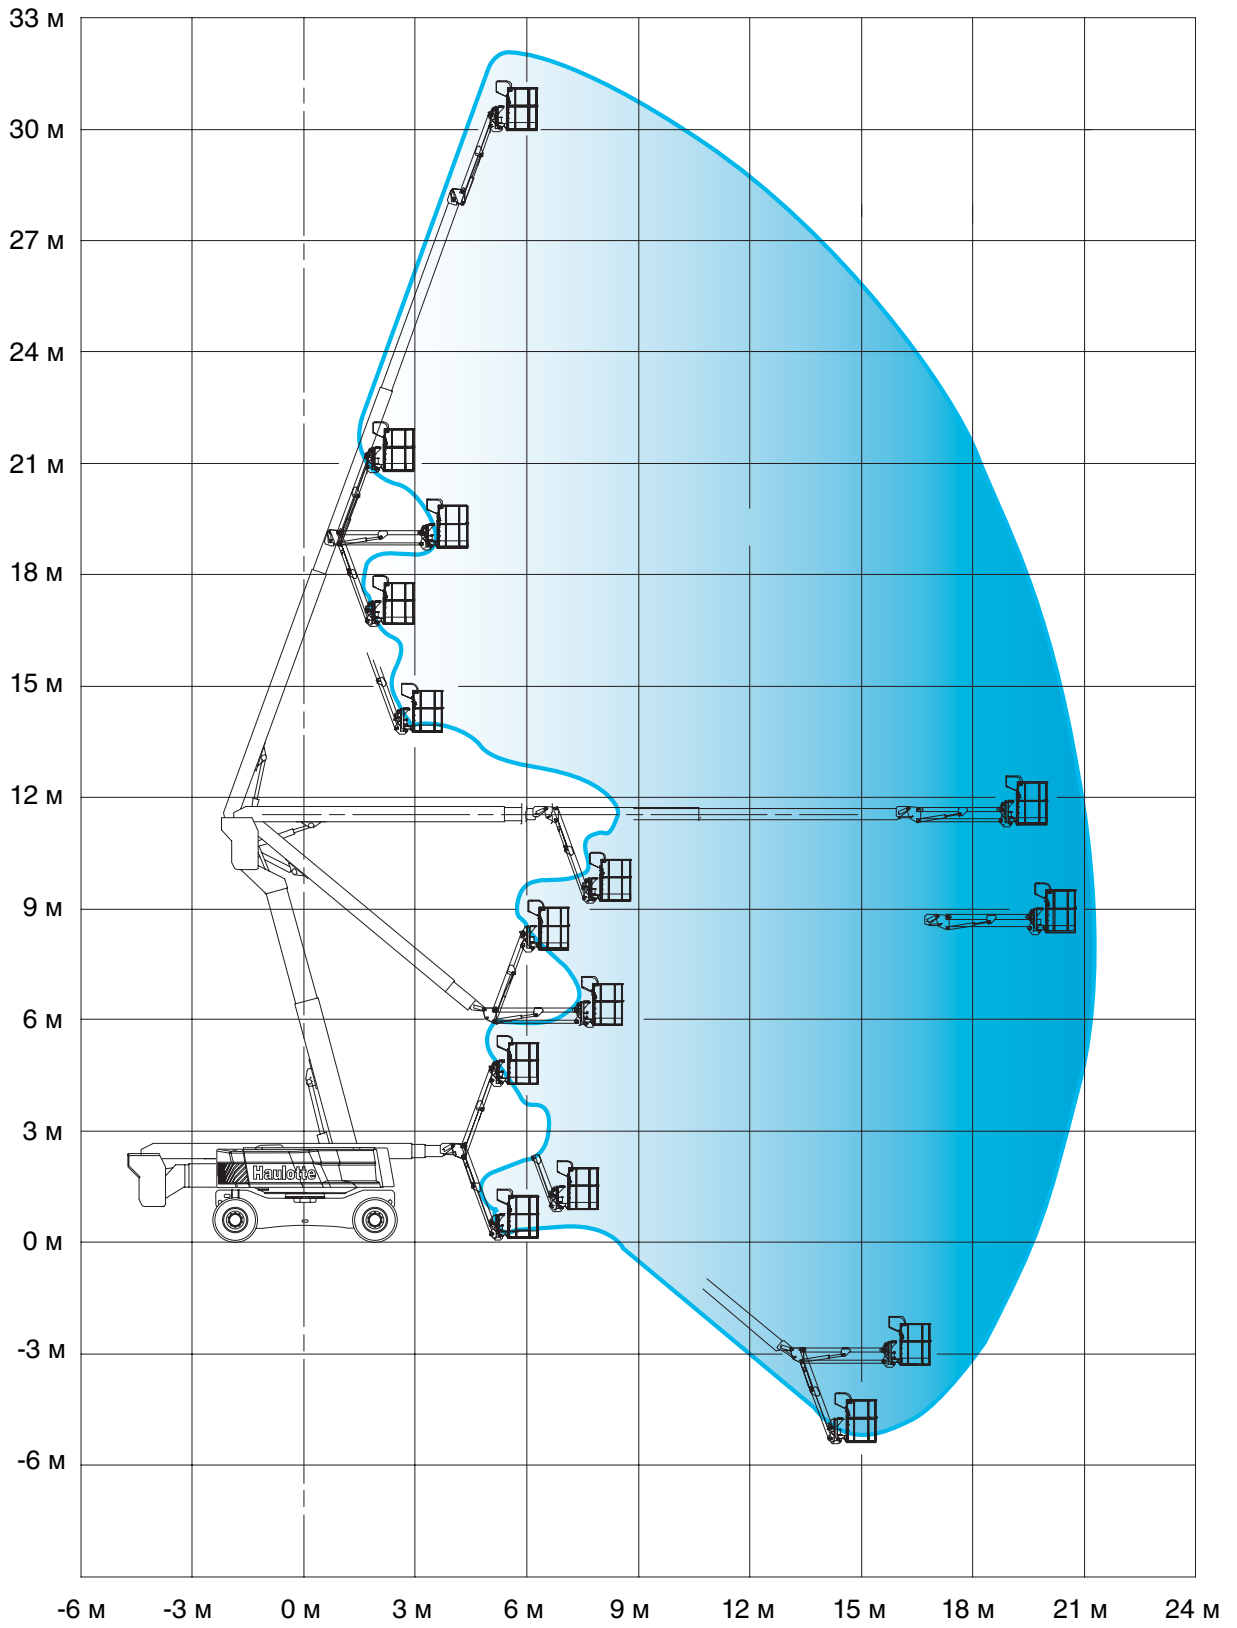 33 м
30 м
27 м
24 м
21 м
18 м
15 м
12 м
9 м
6 м
3 м
Haulotte
0 м
-3 м
-6 м
-6 м -3 м 0 м 3 м 6 м 9 м 12 м 15 м 18 м 21 м 24 м